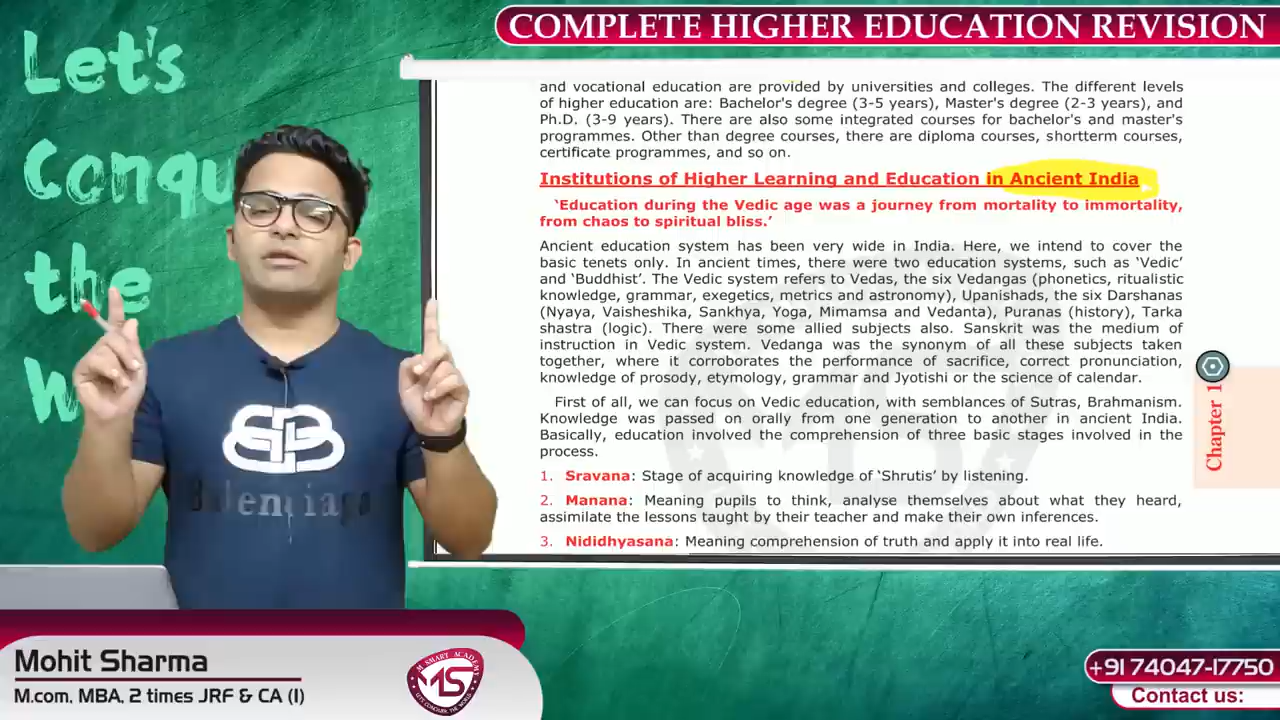 COMPLETE HIGHER EDUCATION REVISION
Let's
Conqu
the
W
and vocational education are provided by universities and colleges. The different levels
of higher education are: Bachelor's degree (3-5 years), Master's degree (2-3 years), and
Ph.D. (3-9 years). There are also some integrated courses for bachelor's and master's
programmes. Other than degree courses, there are diploma courses, shortterm courses,
certificate programmes, and so on.
Institutions of Higher Learning and Education in Ancient India
‘Education during the Vedic age was a journey from mortality to immortality,
from chaos to spiritual bliss.’
Ancient education system has been very wide in India. Here, we intend to cover the
basic tenets only. In ancient times, there were two education systems, such as ‘Vedic’
and ‘Buddhist’. The Vedic system refers to Vedas, the six Vedangas (phonetics, ritualistic
knowledge, grammar, exegetics, metrics and astronomy), Upanishads, the six Darshanas
(Nyaya, Vaisheshika, Sankhya, Yoga, Mimamsa and Vedanta), Puranas (history), Tarka
shastra (logic). There were some allied subjects also. Sanskrit was the medium of
instruction in Vedic system. Vedanga was the synonym of all these subjects taken
together, where it corroborates the performance of sacrifice, correct pronunciation,
knowledge of prosody, etymology, grammar and Jyotishi or the science of calendar.
First of all, we can focus on Vedic education, with semblances of Sutras, Brahmanism.
Knowledge was passed on orally from one generation to another in ancient India.
Basically, education involved the comprehension of three basic stages involved in the
process.
1. Sravana: Stage of acquiring knowledge of ‘Shrutis’ by listening.
2. Manana: Meaning pupils to think, analyse themselves about what they heard,
assimilate the lessons taught by their teacher and make their own inferences.
3. Nididhyasana: Meaning comprehension of truth and apply it into real life.
Chapter 1
Balenciaga
Mohit Sharma
M.com, MBA, 2 times JRF & CA (I)
M SMART ACADEMY
MS
LETS CONQUER THE WORLD
+91 74047-17750
Contact us: